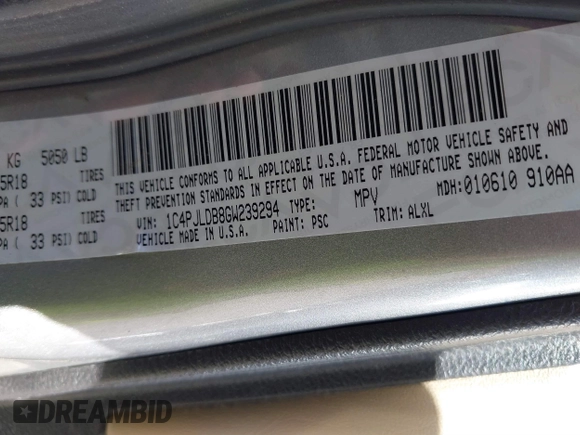 KG 5050 LB
5R18 TIRES
PA ( 33 PSI) COLD
5R18 TIRES
PA ( 33 PSI) COLD
THIS VEHICLE CONFORMS TO ALL APPLICABLE U.S.A. FEDERAL MOTOR VEHICLE SAFETY AND
THEFT PREVENTION STANDARDS IN EFFECT ON THE DATE OF MANUFACTURE SHOWN ABOVE.
VIN: 1C4PJLDB8GW239294 TYPE: MPV MDH:010610 910AA
VEHICLE MADE IN U.S.A. PAINT: PSC TRIM: ALXL
DREAMBID